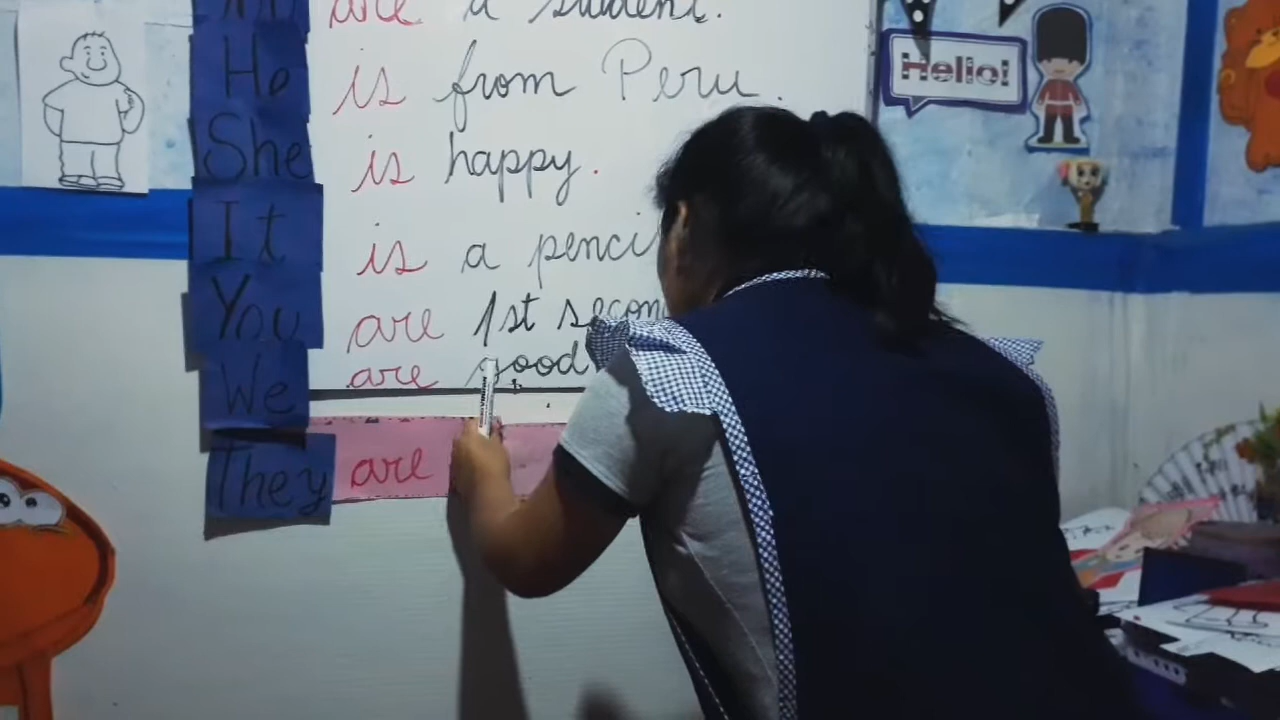 are a student.
He is from Peru.
She is happy.
It is a pencil
You are 1st secon
We are good
They are
Hello!